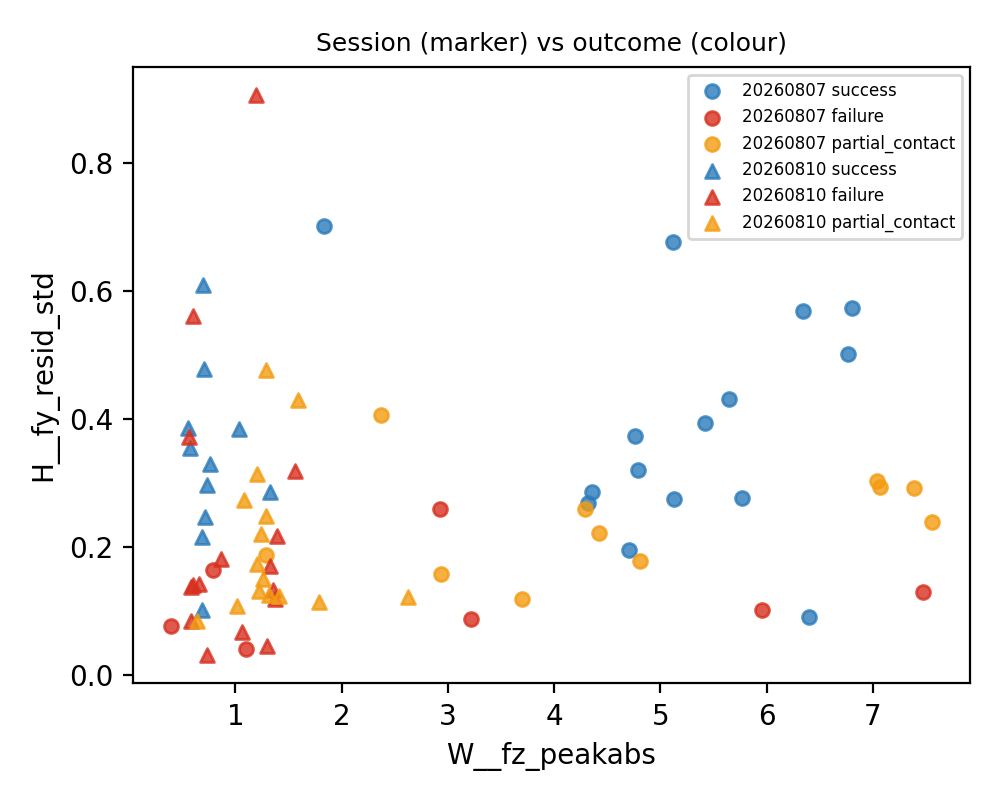 Session (marker) vs outcome (colour)
20260807 success
20260807 failure
20260807 partial_contact
20260810 success
20260810 failure
20260810 partial_contact
H__fy_resid_std
0.8
0.6
0.4
0.2
0.0
1 2 3 4 5 6 7
W__fz_peakabs